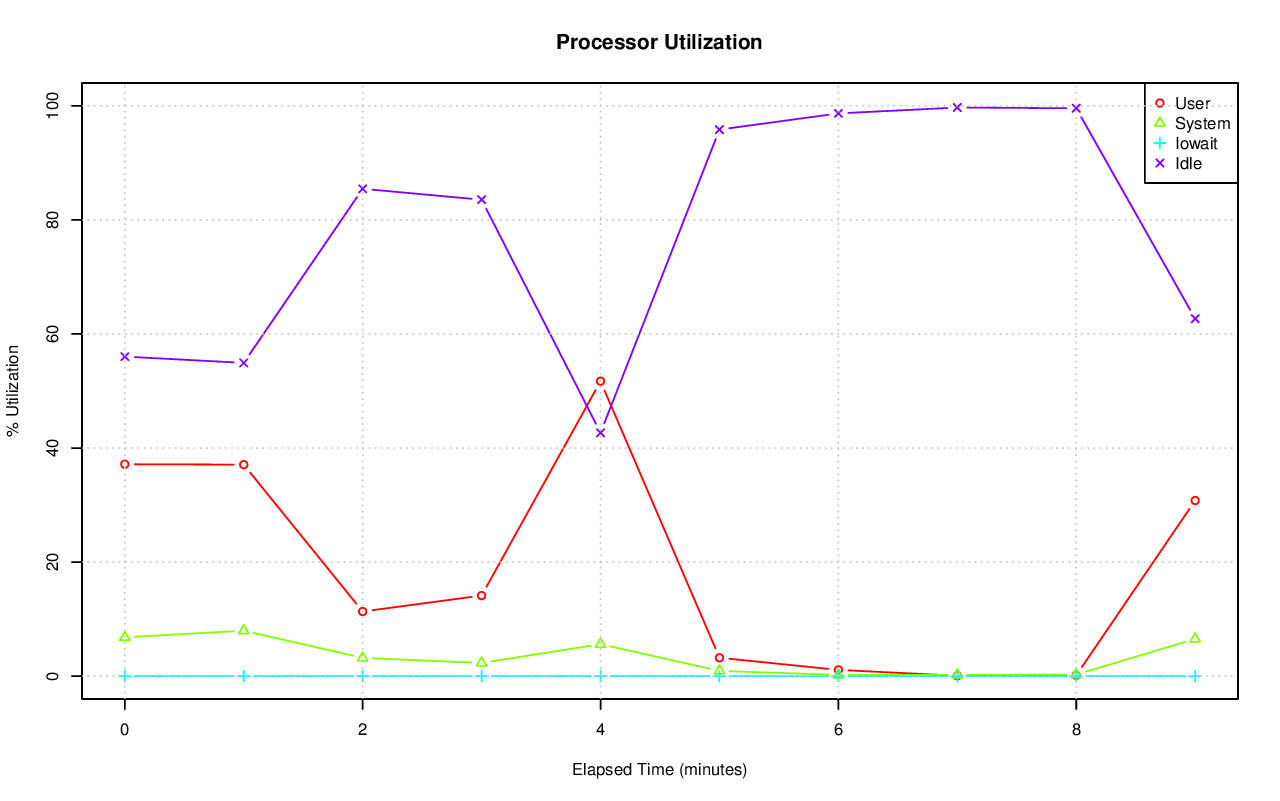 Processor Utilization
% Utilization
100
80
60
40
20
0
User
System
Iowait
Idle
0 2 4 6 8
Elapsed Time (minutes)